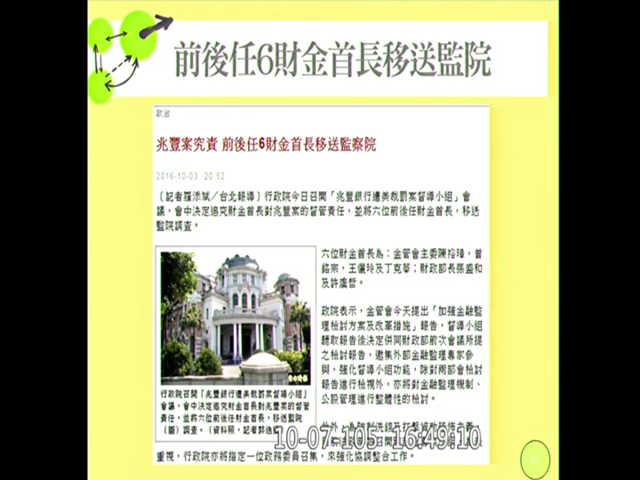 前後任6財金首長移送監院
政治
兆豐案究責 前後任6財金首長移送監察院
2016-10-03 20:52
〔記者羅添斌／台北報導〕行政院今日召開「兆豐銀行遭美裁罰案督導小組」會
議，會中決定追究財金首長對兆豐案的督管責任，並將六位前後任財金首長，移送
監院調查。
六位財金首長為：金管會主委陳裕璋，曾
銘宗，王儷玲及丁克華；財政部長張盛和
及許虞哲。
政院表示，金管會今天提出「加強金融監
理檢討方案及改革措施」報告，督導小組
聽取報告後決定併同財政部前次會議所提
之檢討報告，邀集外部金融監理專家參
與，強化督導小組功能，除對兩部會檢討
報告進行檢視外，亦將對金融監理機制、
公股管理進行整體性的檢討。
行政院召開「兆豐銀行遭美裁罰案督導小組」
會議，會中決定追究財金首長對兆豐案的督管責
任，並將六位前後任財金首長，移送監院
（圖）調查。（資料照，記者
10-07-105 16:49:10
重視，行政院亦將指定一位政務委員召集，來強化協調整合工作。